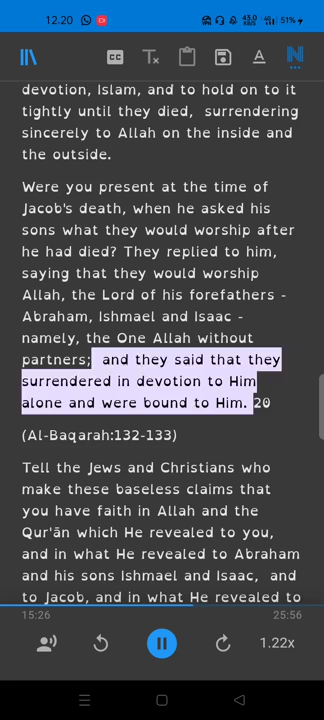 12.20
45.0 KB/S 4G 51%
CC
A
N
devotion, Islam, and to hold on to it
tightly until they died, surrendering
sincerely to Allah on the inside and
the outside.
Were you present at the time of
Jacob's death, when he asked his
sons what they would worship after
he had died? They replied to him,
saying that they would worship
Allah, the Lord of his forefathers -
Abraham, Ishmael and Isaac -
namely, the One Allah without
partners; and they said that they
surrendered in devotion to Him
alone and were bound to Him. 20
(Al-Baqarah:132-133)
Tell the Jews and Christians who
make these baseless claims that
you have faith in Allah and the
Qur'ān which He revealed to you,
and in what He revealed to Abraham
and his sons Ishmael and Isaac, and
to Jacob, and in what He revealed to
15:26 25:56
1.22x